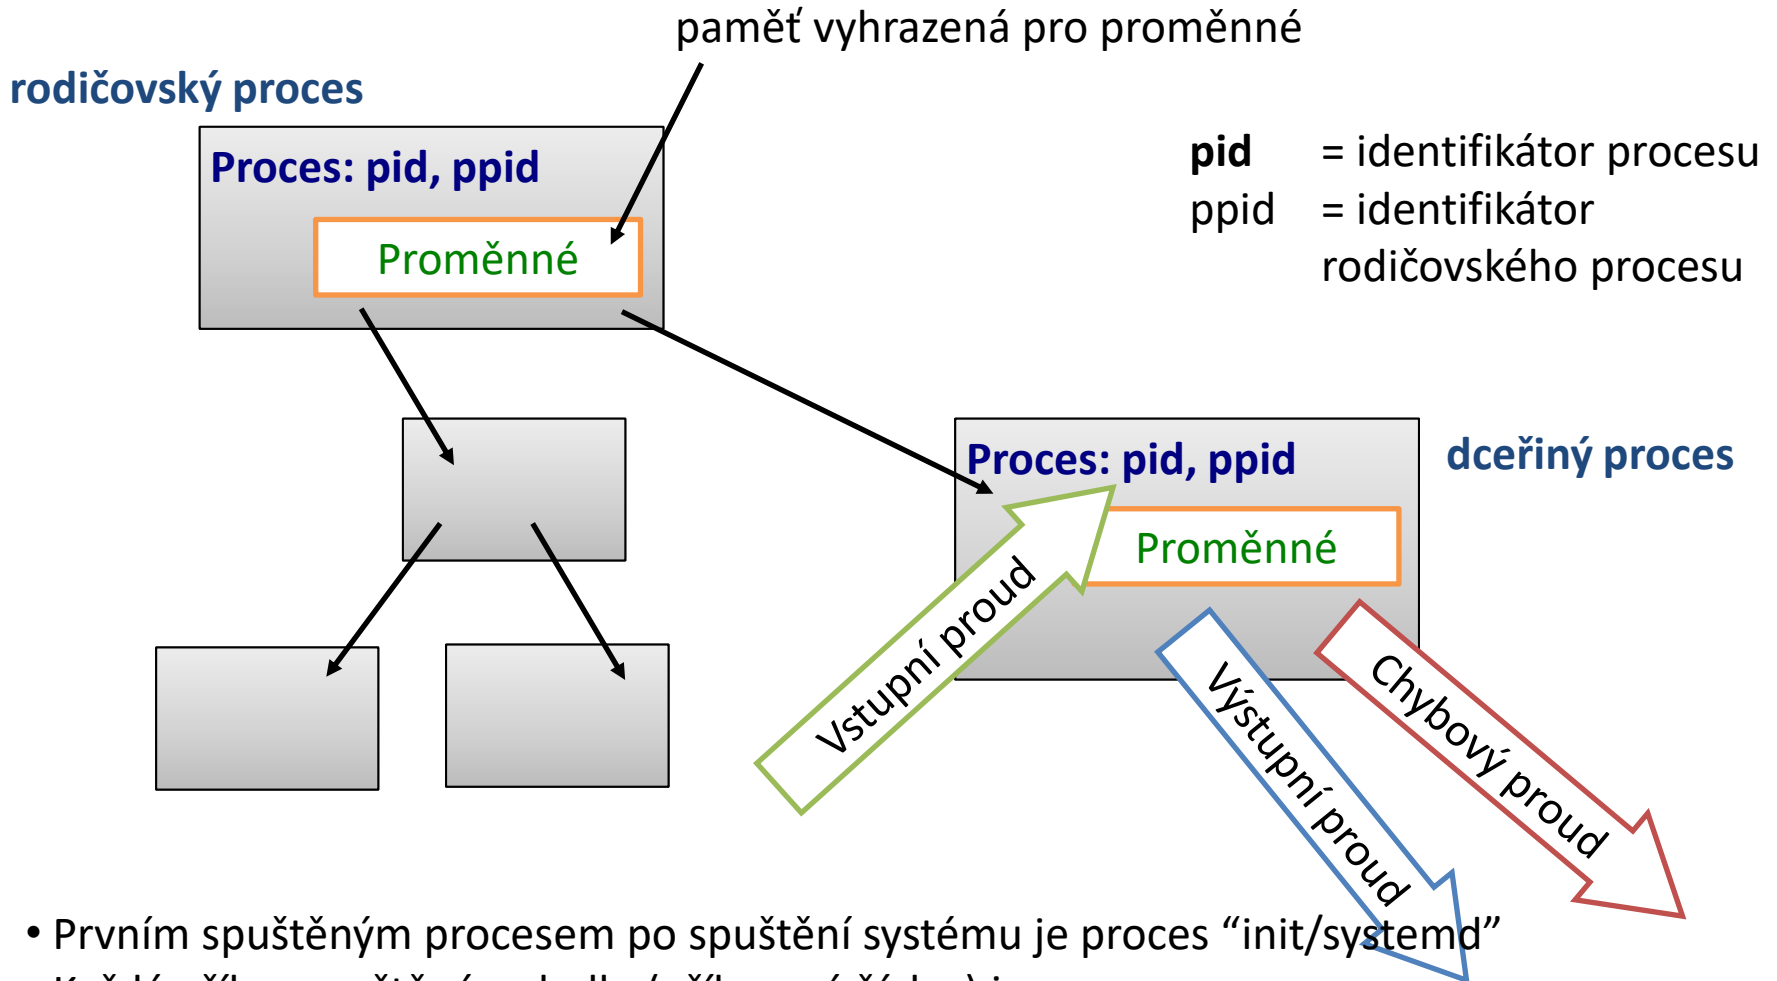 paměť vyhrazená pro proměnné
rodičovský proces
Proces: pid, ppid
Proměnné
pid = identifikátor procesu
ppid = identifikátor
rodičovského procesu
Proces: pid, ppid
dceřiný proces
Proměnné
Vstupní proud
Výstupní proud
Chybový proud
• Prvním spuštěným procesem po spuštění systému je proces “init/systemd”